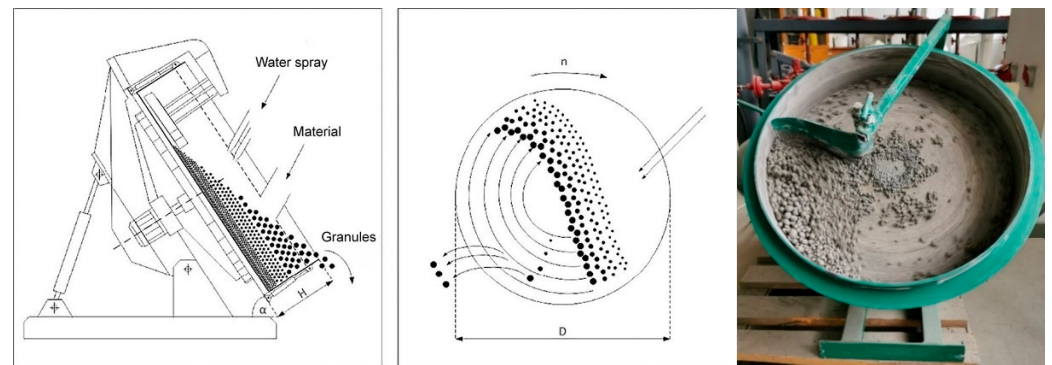 Water spray
Material
Granules
H
α
n
D